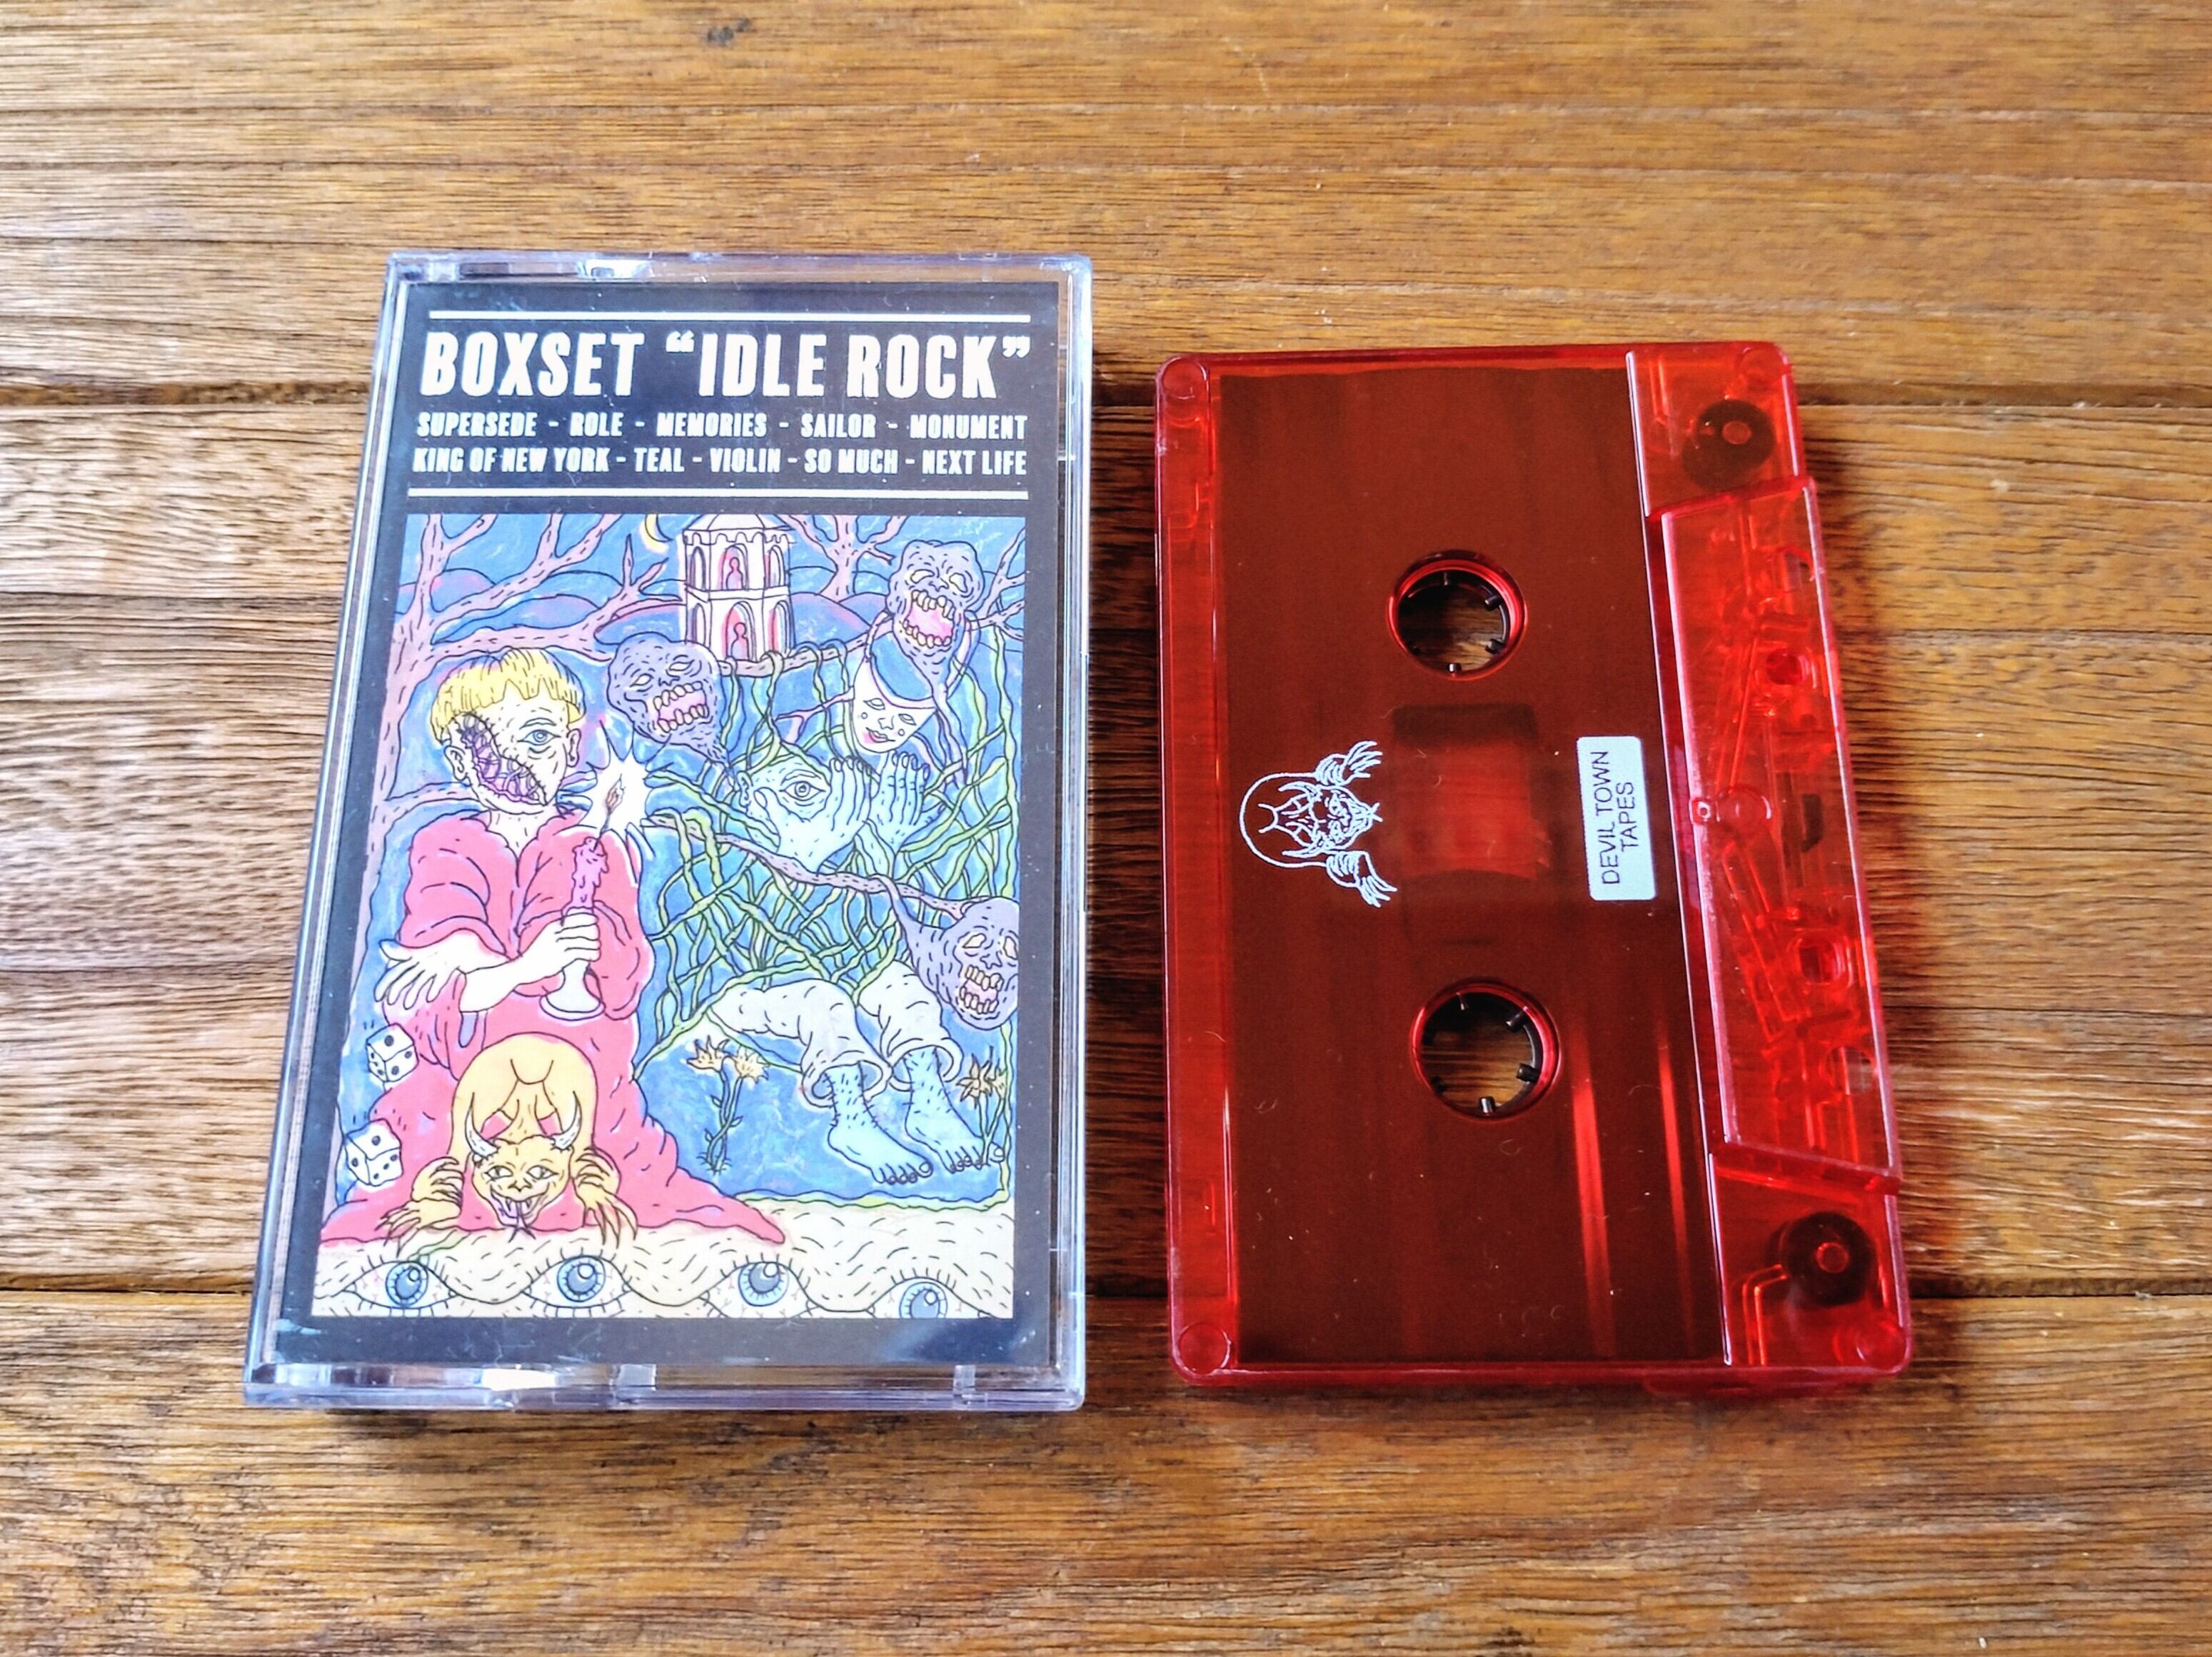 BOXSET “IDLE ROCK”
SUPERSEDE - ROLE - MEMORIES - SAILOR - MONUMENT
KING OF NEW YORK - TEAL - VIOLIN - SO MUCH - NEXT LIFE
DEVIL TOWN
TAPES